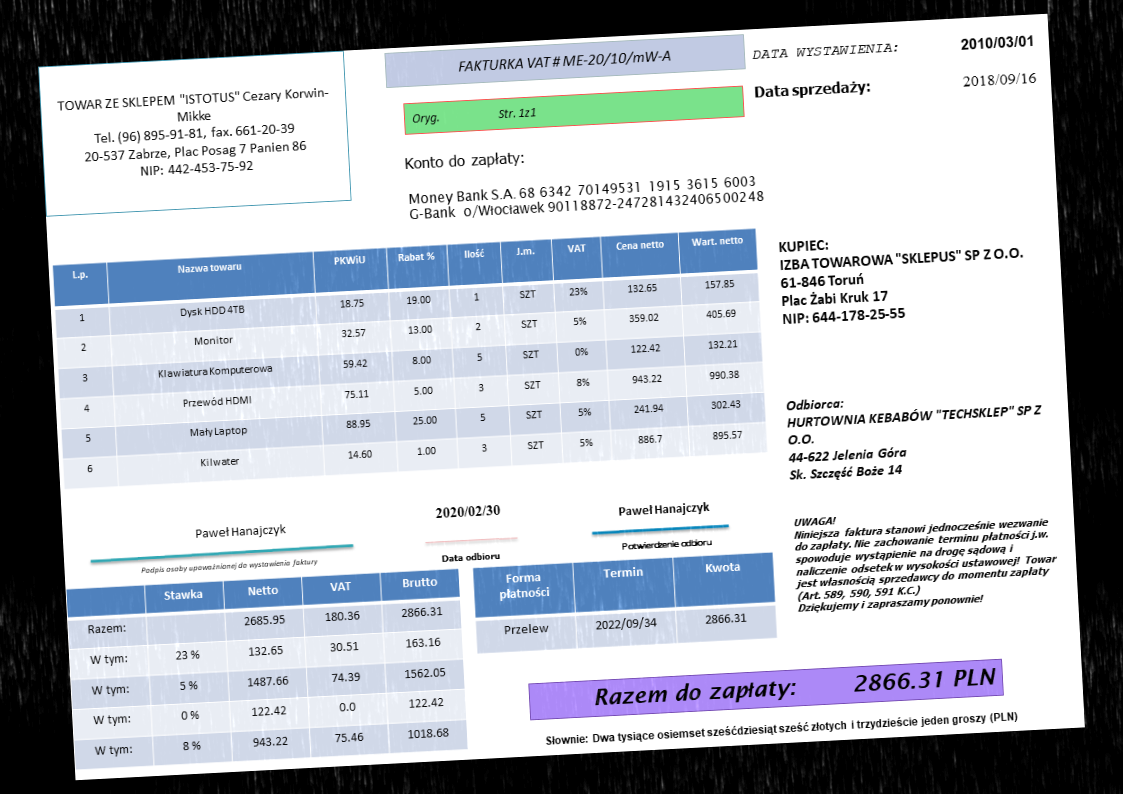 TOWAR ZE SKLEPEM "ISTOTUS" Cezary Korwin-
Mikke
Tel. (96) 895-91-81, fax. 661-20-39
20-537 Zabrze, Plac Posag 7 Panien 86
NIP: 442-453-75-92
FAKTURKA VAT # ME-20/10/mW-A
Oryg. Str. 1z1
DATA WYSTAWIENIA: 2010/03/01
Data sprzedaży: 2018/09/16
Konto do zapłaty:
Money Bank S.A. 68 6342 70149531 1915 3615 6003
G-Bank o/Włocławek 90118872-247281432406500248
L.p. Nazwa towaru PKWiU Rabat % Ilość J.m. VAT Cena netto Wart. netto
1 Dysk HDD 4TB 18.75 19.00 1 SZT 23% 132.65 157.85
2 Monitor 32.57 13.00 2 SZT 5% 359.02 405.69
3 Klawiatura Komputerowa 59.42 8.00 5 SZT 0% 122.42 132.21
4 Przewód HDMI 75.11 5.00 3 SZT 8% 943.22 990.38
5 Mały Laptop 88.95 25.00 5 SZT 5% 241.94 302.43
6 Kilwater 14.60 1.00 3 SZT 5% 886.7 895.57
KUPIEC:
IZBA TOWAROWA "SKLEPUS" SP Z O.O.
61-846 Toruń
Plac Żabi Kruk 17
NIP: 644-178-25-55
Odbiorca:
HURTOWNIA KEBABÓW "TECHSKLEP" SP Z
O.O.
44-622 Jelenia Góra
Sk. Szczęść Boże 14
Paweł Hanajczyk
Podpis osoby upoważnionej do wystawienia faktury
2020/02/30
Data odbioru
Paweł Hanajczyk
Potwierdzenie odbioru
UWAGA!
Niniejsza faktura stanowi jednocześnie wezwanie
do zapłaty. Nie zachowanie terminu płatności j.w.
spowoduje wystąpienie na drogę sądową i
naliczenie odsetek w wysokości ustawowej! Towar
jest własnością sprzedawcy do momentu zapłaty
(Art. 589, 590, 591 K.C.)
Dziękujemy i zapraszamy ponownie!
Stawka Netto VAT Brutto
Razem: 2685.95 180.36 2866.31
W tym: 23 % 132.65 30.51 163.16
W tym: 5 % 1487.66 74.39 1562.05
W tym: 0 % 122.42 0.0 122.42
W tym: 8 % 943.22 75.46 1018.68
Forma
płatności Termin Kwota
Przelew 2022/09/34 2866.31
Razem do zapłaty: 2866.31 PLN
Słownie: Dwa tysiące osiemset sześćdziesiąt sześć złotych i trzydzieście jeden groszy (PLN)